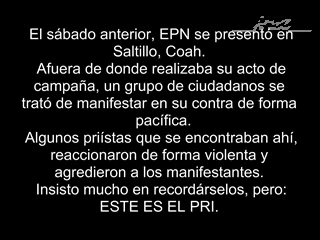 El sábado anterior, EPN se presentó en
Saltillo, Coah.
Afuera de donde realizaba su acto de
campaña, un grupo de ciudadanos se
trató de manifestar en su contra de forma
pacífica.
Algunos priístas que se encontraban ahí,
reaccionaron de forma violenta y
agredieron a los manifestantes.
Insisto mucho en recordárselos, pero:
ESTE ES EL PRI.